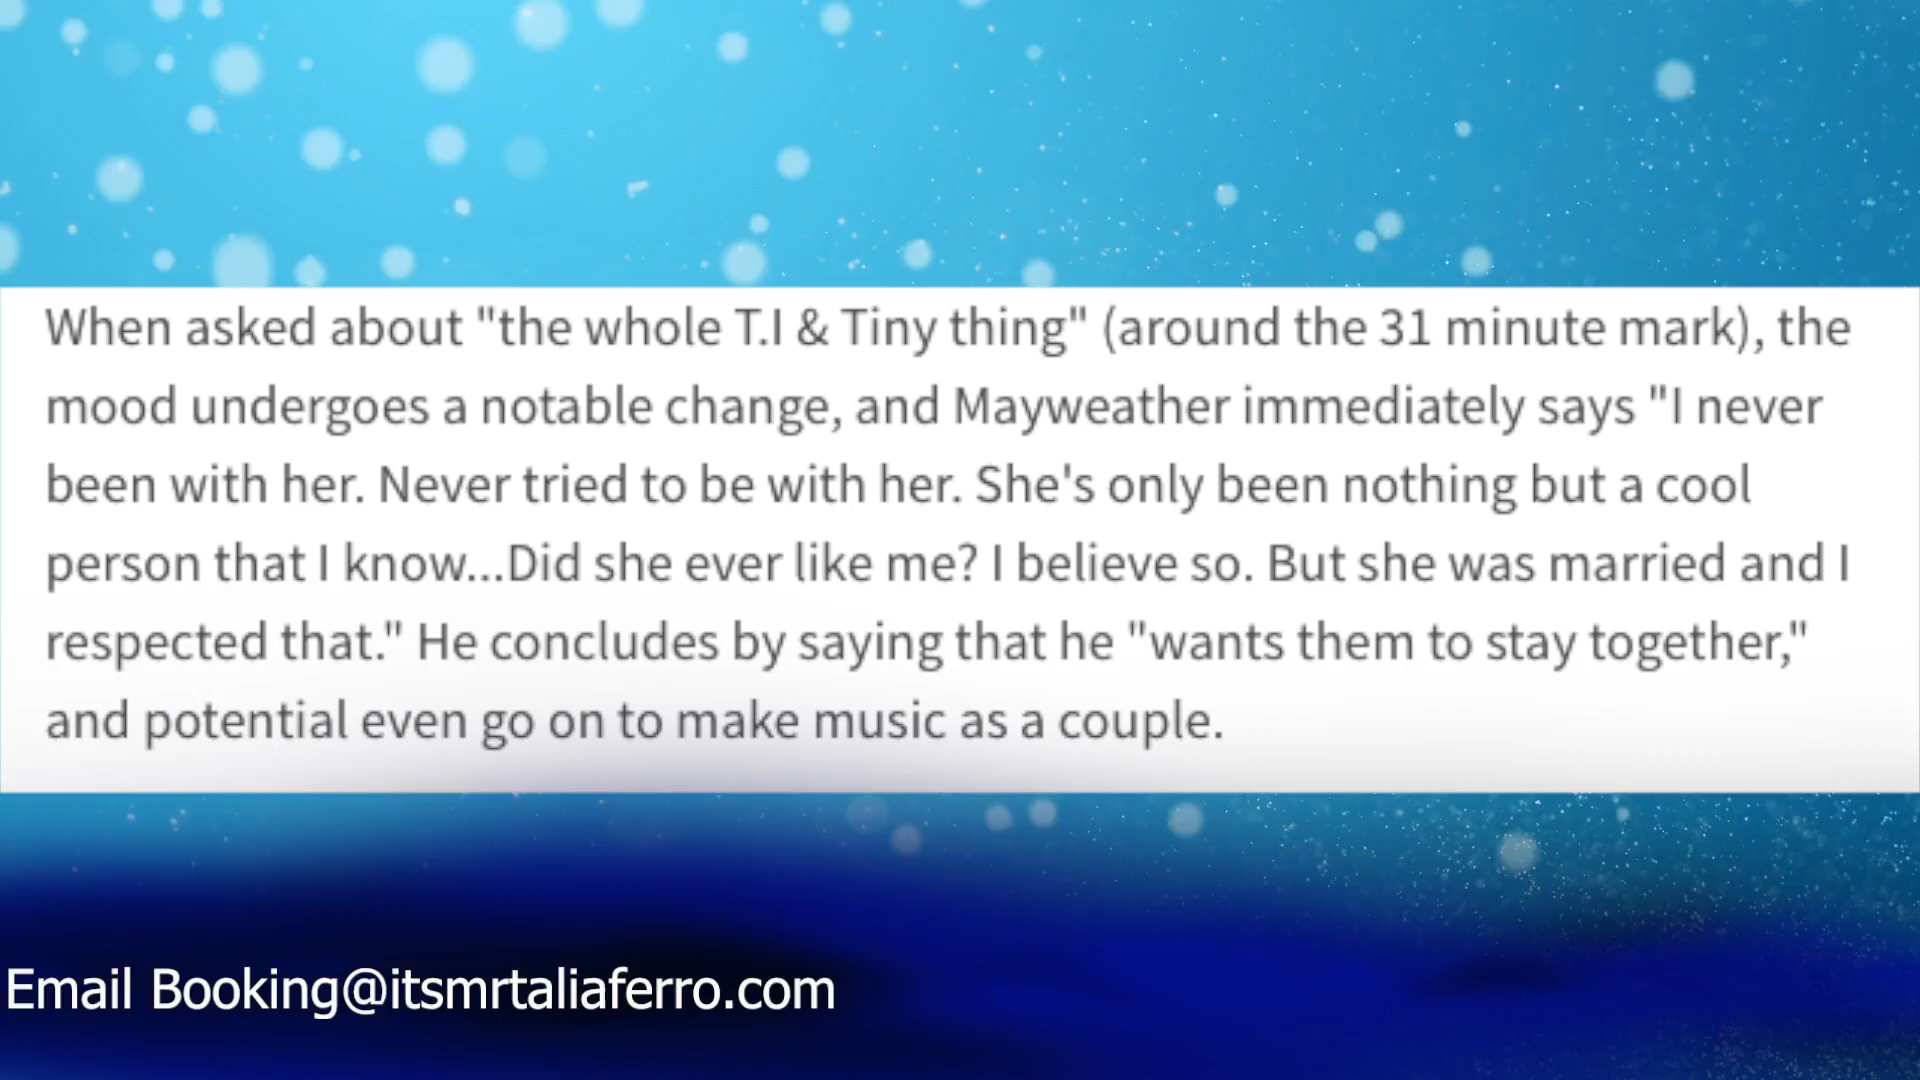 When asked about "the whole T.I & Tiny thing" (around the 31 minute mark), the
mood undergoes a notable change, and Mayweather immediately says "I never
been with her. Never tried to be with her. She's only been nothing but a cool
person that I know...Did she ever like me? I believe so. But she was married and I
respected that." He concludes by saying that he "wants them to stay together,"
and potential even go on to make music as a couple.
Email Booking@itsmrtaliaferro.com